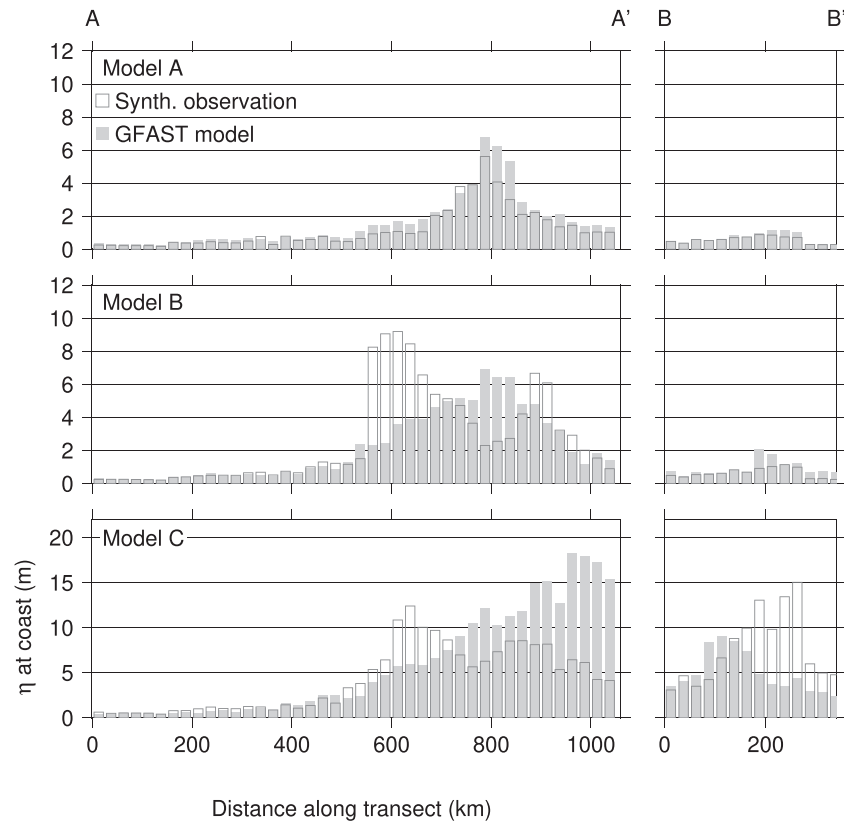 A A’ B B’
12
Model A
10
Synth. observation
8
GFAST model
6
4
2
0
12
Model B
10
8
6
4
2
0
20 Model C
15
10
5
0
η at coast (m)
0 200 400 600 800 1000 0 200
Distance along transect (km)